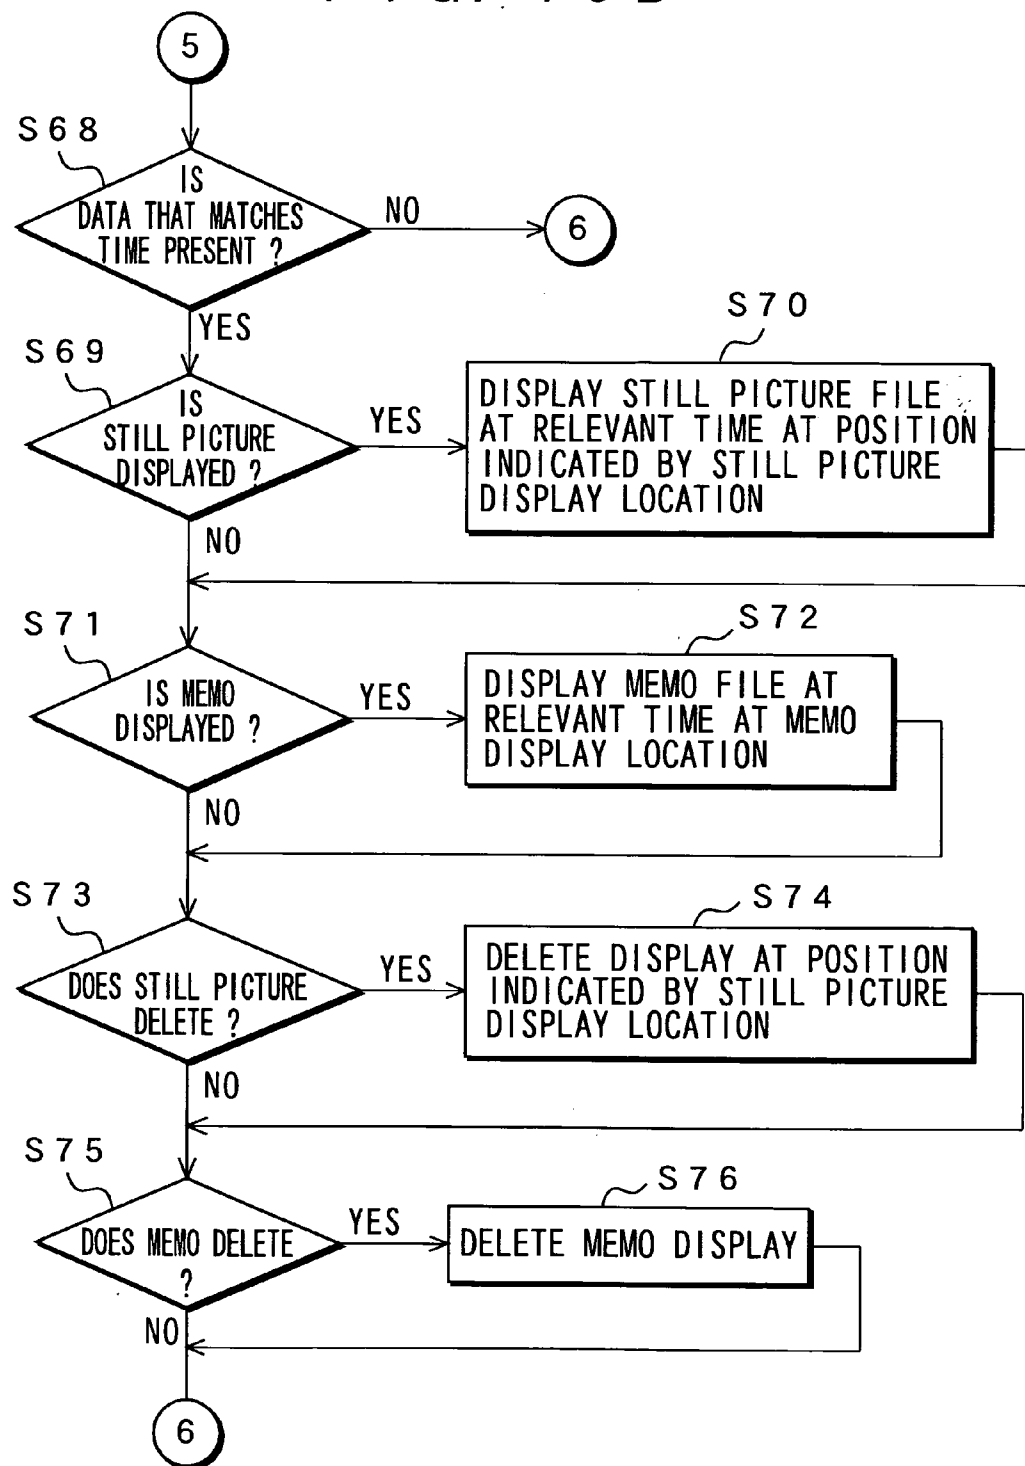 5
S68
IS
DATA THAT MATCHES
TIME PRESENT ?
NO
6
YES
S69
IS
STILL PICTURE
DISPLAYED ?
YES
S70
DISPLAY STILL PICTURE FILE
AT RELEVANT TIME AT POSITION
INDICATED BY STILL PICTURE
DISPLAY LOCATION
NO
S71
IS MEMO
DISPLAYED ?
YES
S72
DISPLAY MEMO FILE AT
RELEVANT TIME AT MEMO
DISPLAY LOCATION
NO
S73
DOES STILL PICTURE
DELETE ?
YES
S74
DELETE DISPLAY AT POSITION
INDICATED BY STILL PICTURE
DISPLAY LOCATION
NO
S75
DOES MEMO DELETE
?
YES
S76
DELETE MEMO DISPLAY
NO
6